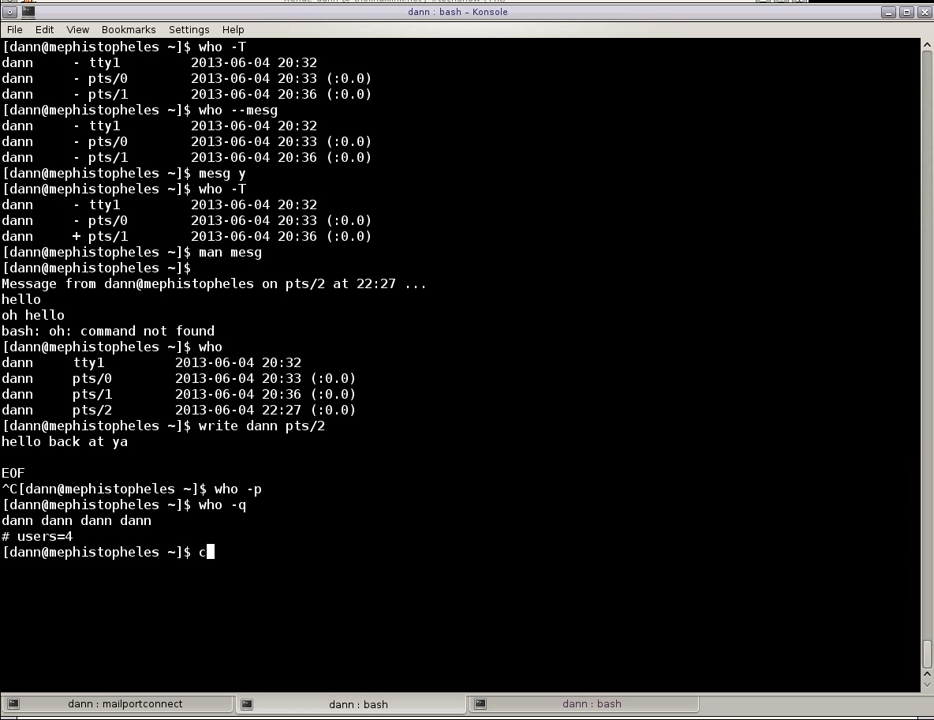 dann : bash - Konsole
File Edit View Bookmarks Settings Help
[dann@mephistopheles ~]$ who -T
dann     - tty1         2013-06-04 20:32
dann     - pts/0        2013-06-04 20:33 (:0.0)
dann     - pts/1        2013-06-04 20:36 (:0.0)
[dann@mephistopheles ~]$ who --mesg
dann     - tty1         2013-06-04 20:32
dann     - pts/0        2013-06-04 20:33 (:0.0)
dann     - pts/1        2013-06-04 20:36 (:0.0)
[dann@mephistopheles ~]$ mesg y
[dann@mephistopheles ~]$ who -T
dann     - tty1         2013-06-04 20:32
dann     - pts/0        2013-06-04 20:33 (:0.0)
dann     + pts/1        2013-06-04 20:36 (:0.0)
[dann@mephistopheles ~]$ man mesg
[dann@mephistopheles ~]$
Message from dann@mephistopheles on pts/2 at 22:27 ...
hello
oh hello
bash: oh: command not found
[dann@mephistopheles ~]$ who
dann     tty1         2013-06-04 20:32
dann     pts/0        2013-06-04 20:33 (:0.0)
dann     pts/1        2013-06-04 20:36 (:0.0)
dann     pts/2        2013-06-04 22:27 (:0.0)
[dann@mephistopheles ~]$ write dann pts/2
hello back at ya
EOF
^C[dann@mephistopheles ~]$ who -p
[dann@mephistopheles ~]$ who -q
dann dann dann dann
# users=4
[dann@mephistopheles ~]$ c
dann : mailportconnect
dann : bash
dann : bash